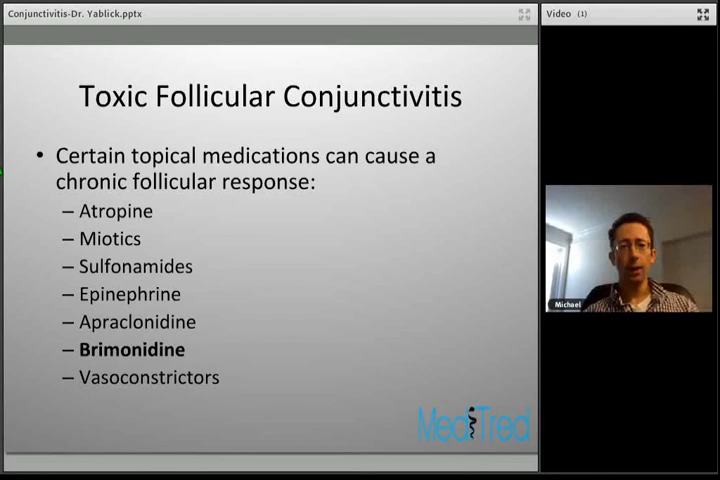 Conjunctivitis-Dr. Yablick.pptx
Video (1)
Toxic Follicular Conjunctivitis
• Certain topical medications can cause a
chronic follicular response:
– Atropine
– Miotics
– Sulfonamides
– Epinephrine
– Apraclonidine
– Brimonidine
– Vasoconstrictors
Michael
MediTred